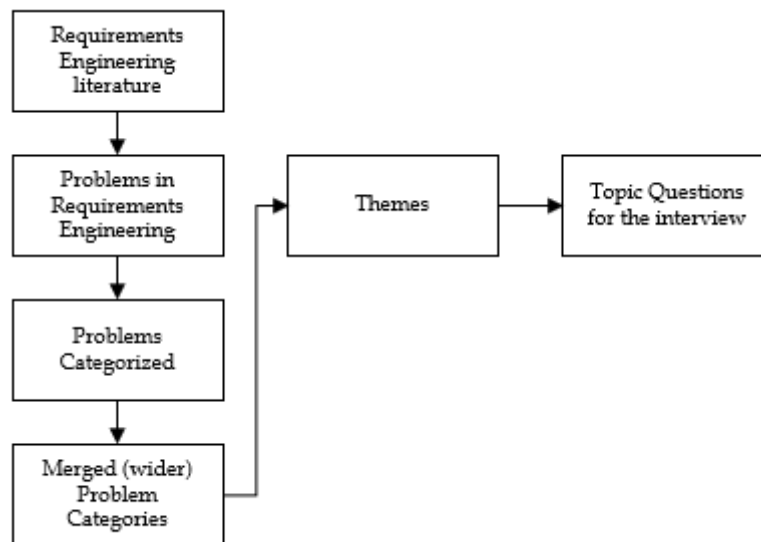 Requirements
Engineering
literature
Problems in
Requirements
Engineering
Problems
Categorized
Merged (wider)
Problem
Categories
Themes
Topic Questions
for the interview